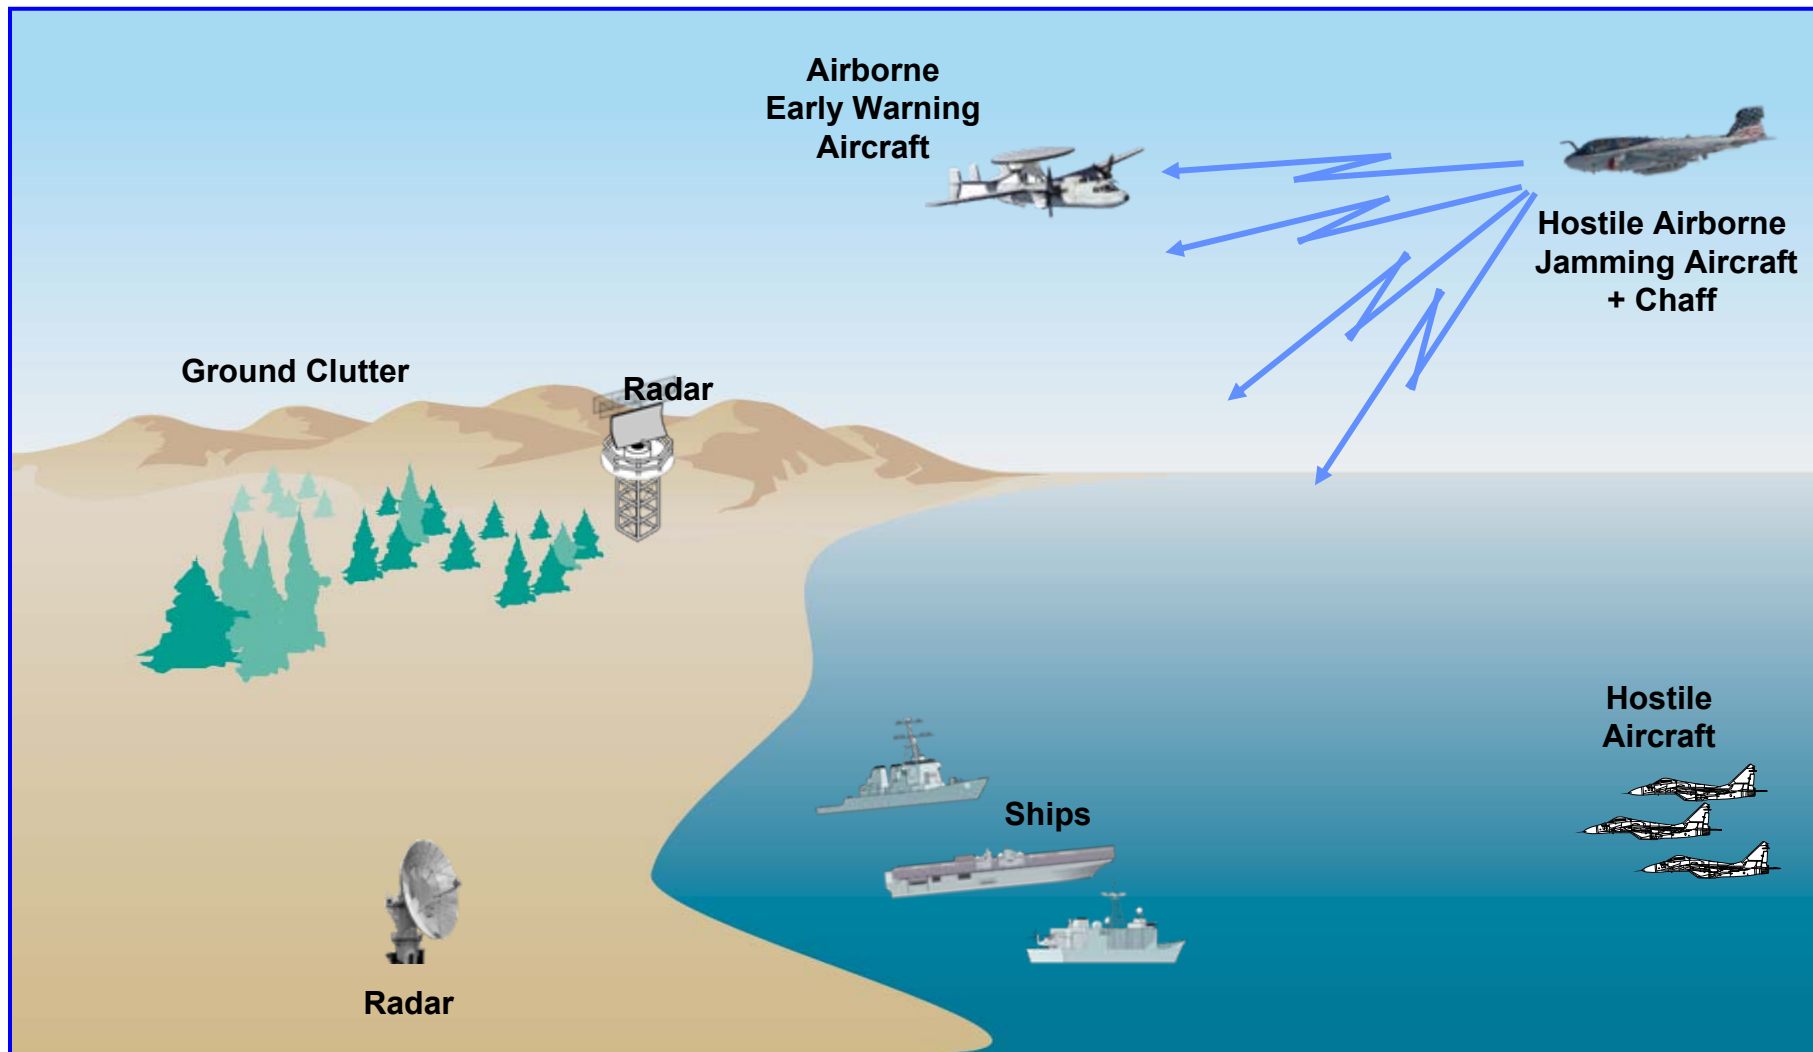 Airborne
Early Warning
Aircraft
Hostile Airborne
Jamming Aircraft
+ Chaff
Ground Clutter
Radar
Hostile
Aircraft
Ships
Radar